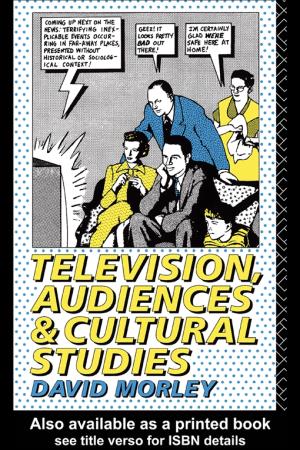 COMING UP NEXT ON THE
NEWS: TERRIFYING INEX-
PLICABLE EVENTS OCCUR-
RING IN FAR-AWAY PLACES,
PRESENTED WITHOUT
HISTORICAL OR SOCIOLOG-
ICAL CONTEXT!
GEEZ! IT
LOOKS PRETTY
BAD OUT
THERE!
I'M CERTAINLY
GLAD WE'RE
SAFE HERE AT
HOME!
TELEVISION,
AUDIENCES
& CULTURAL
STUDIES
DAVID MORLEY
Also available as a printed book
see title verso for ISBN details